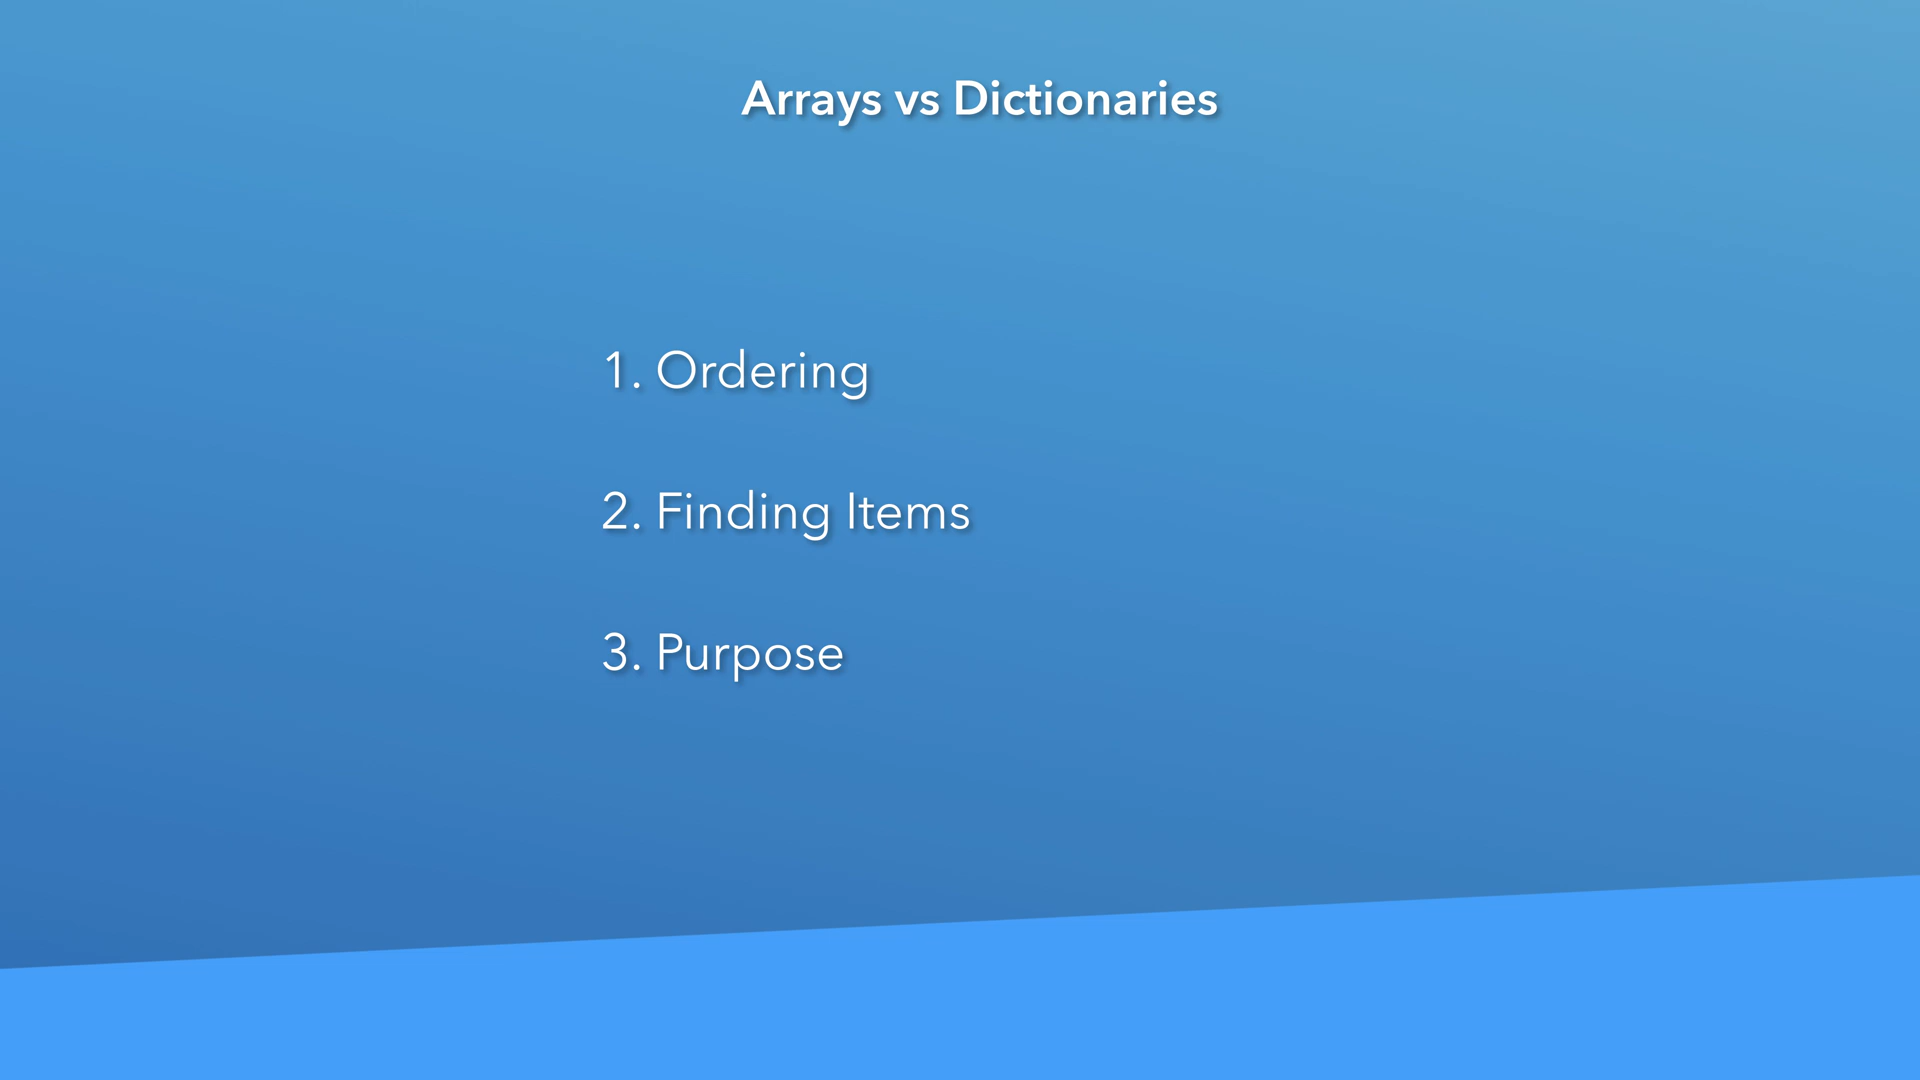 Arrays vs Dictionaries
1. Ordering
2. Finding Items
3. Purpose